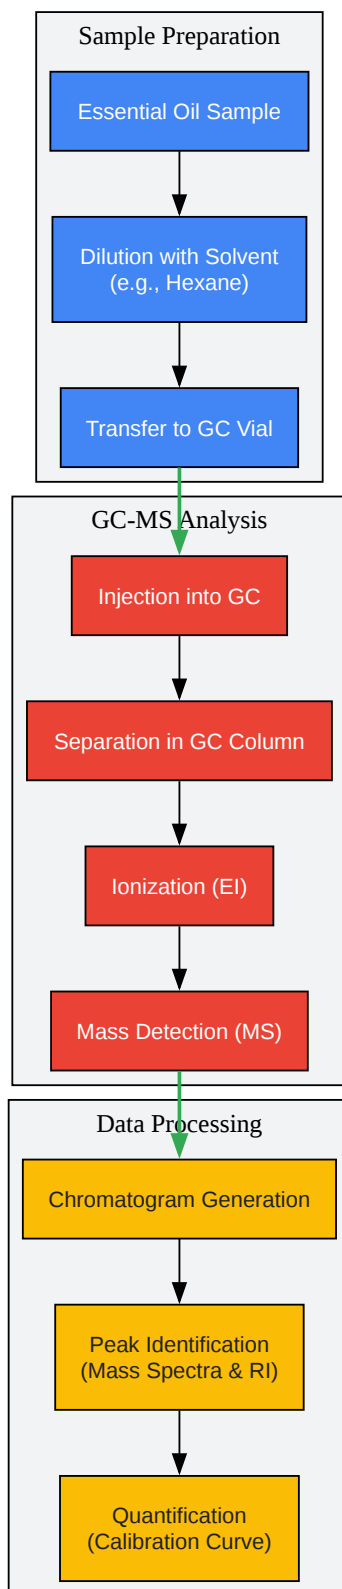 Sample Preparation
Essential Oil Sample
Dilution with Solvent
(e.g., Hexane)
Transfer to GC Vial
GC-MS Analysis
Injection into GC
Separation in GC Column
Ionization (EI)
Mass Detection (MS)
Data Processing
Chromatogram Generation
Peak Identification
(Mass Spectra & RI)
Quantification
(Calibration Curve)